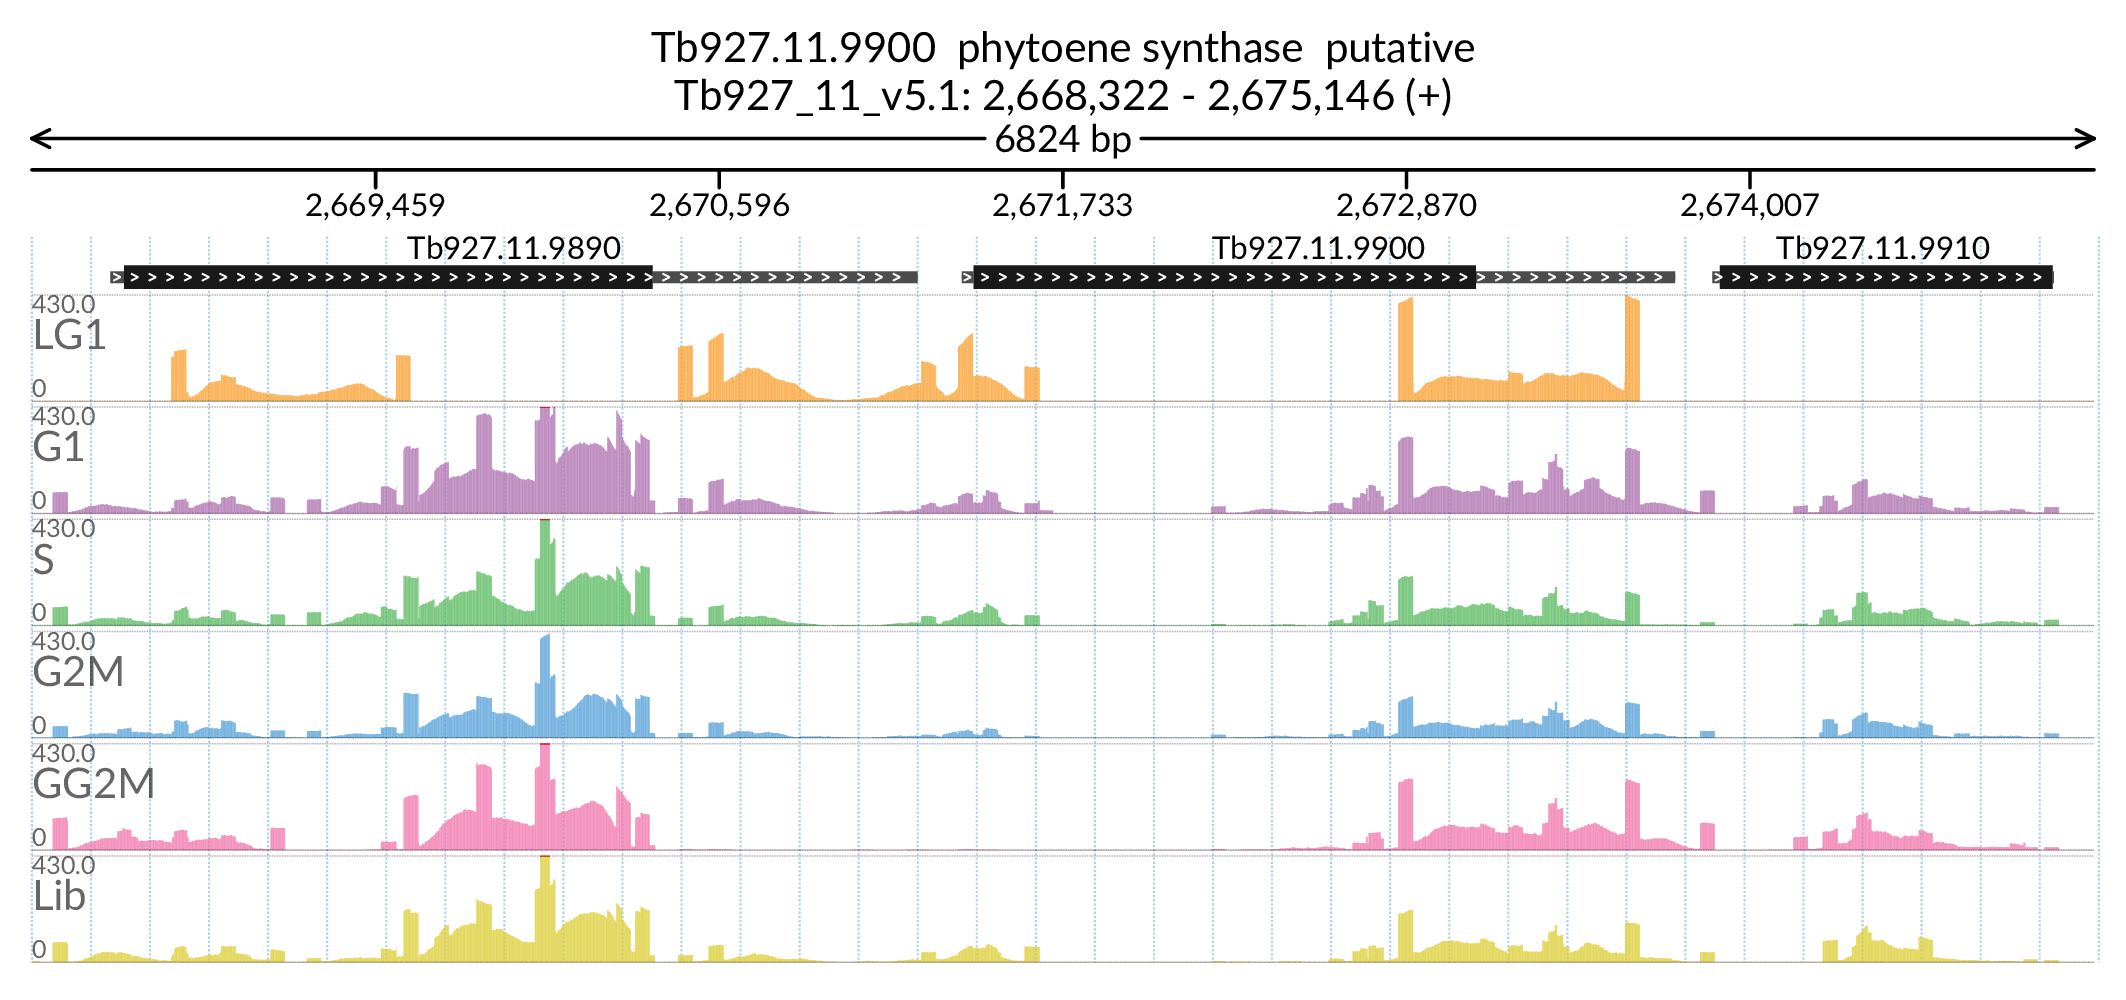 Tb927.11.9900 phytoene synthase putative
Tb927_11_v5.1: 2,668,322 - 2,675,146 (+)
6824 bp
2,669,459 2,670,596 2,671,733 2,672,870 2,674,007
Tb927.11.9890 Tb927.11.9900 Tb927.11.9910
430.0
LG1
0
430.0
G1
0
430.0
S
0
430.0
G2M
0
430.0
GG2M
0
430.0
Lib
0